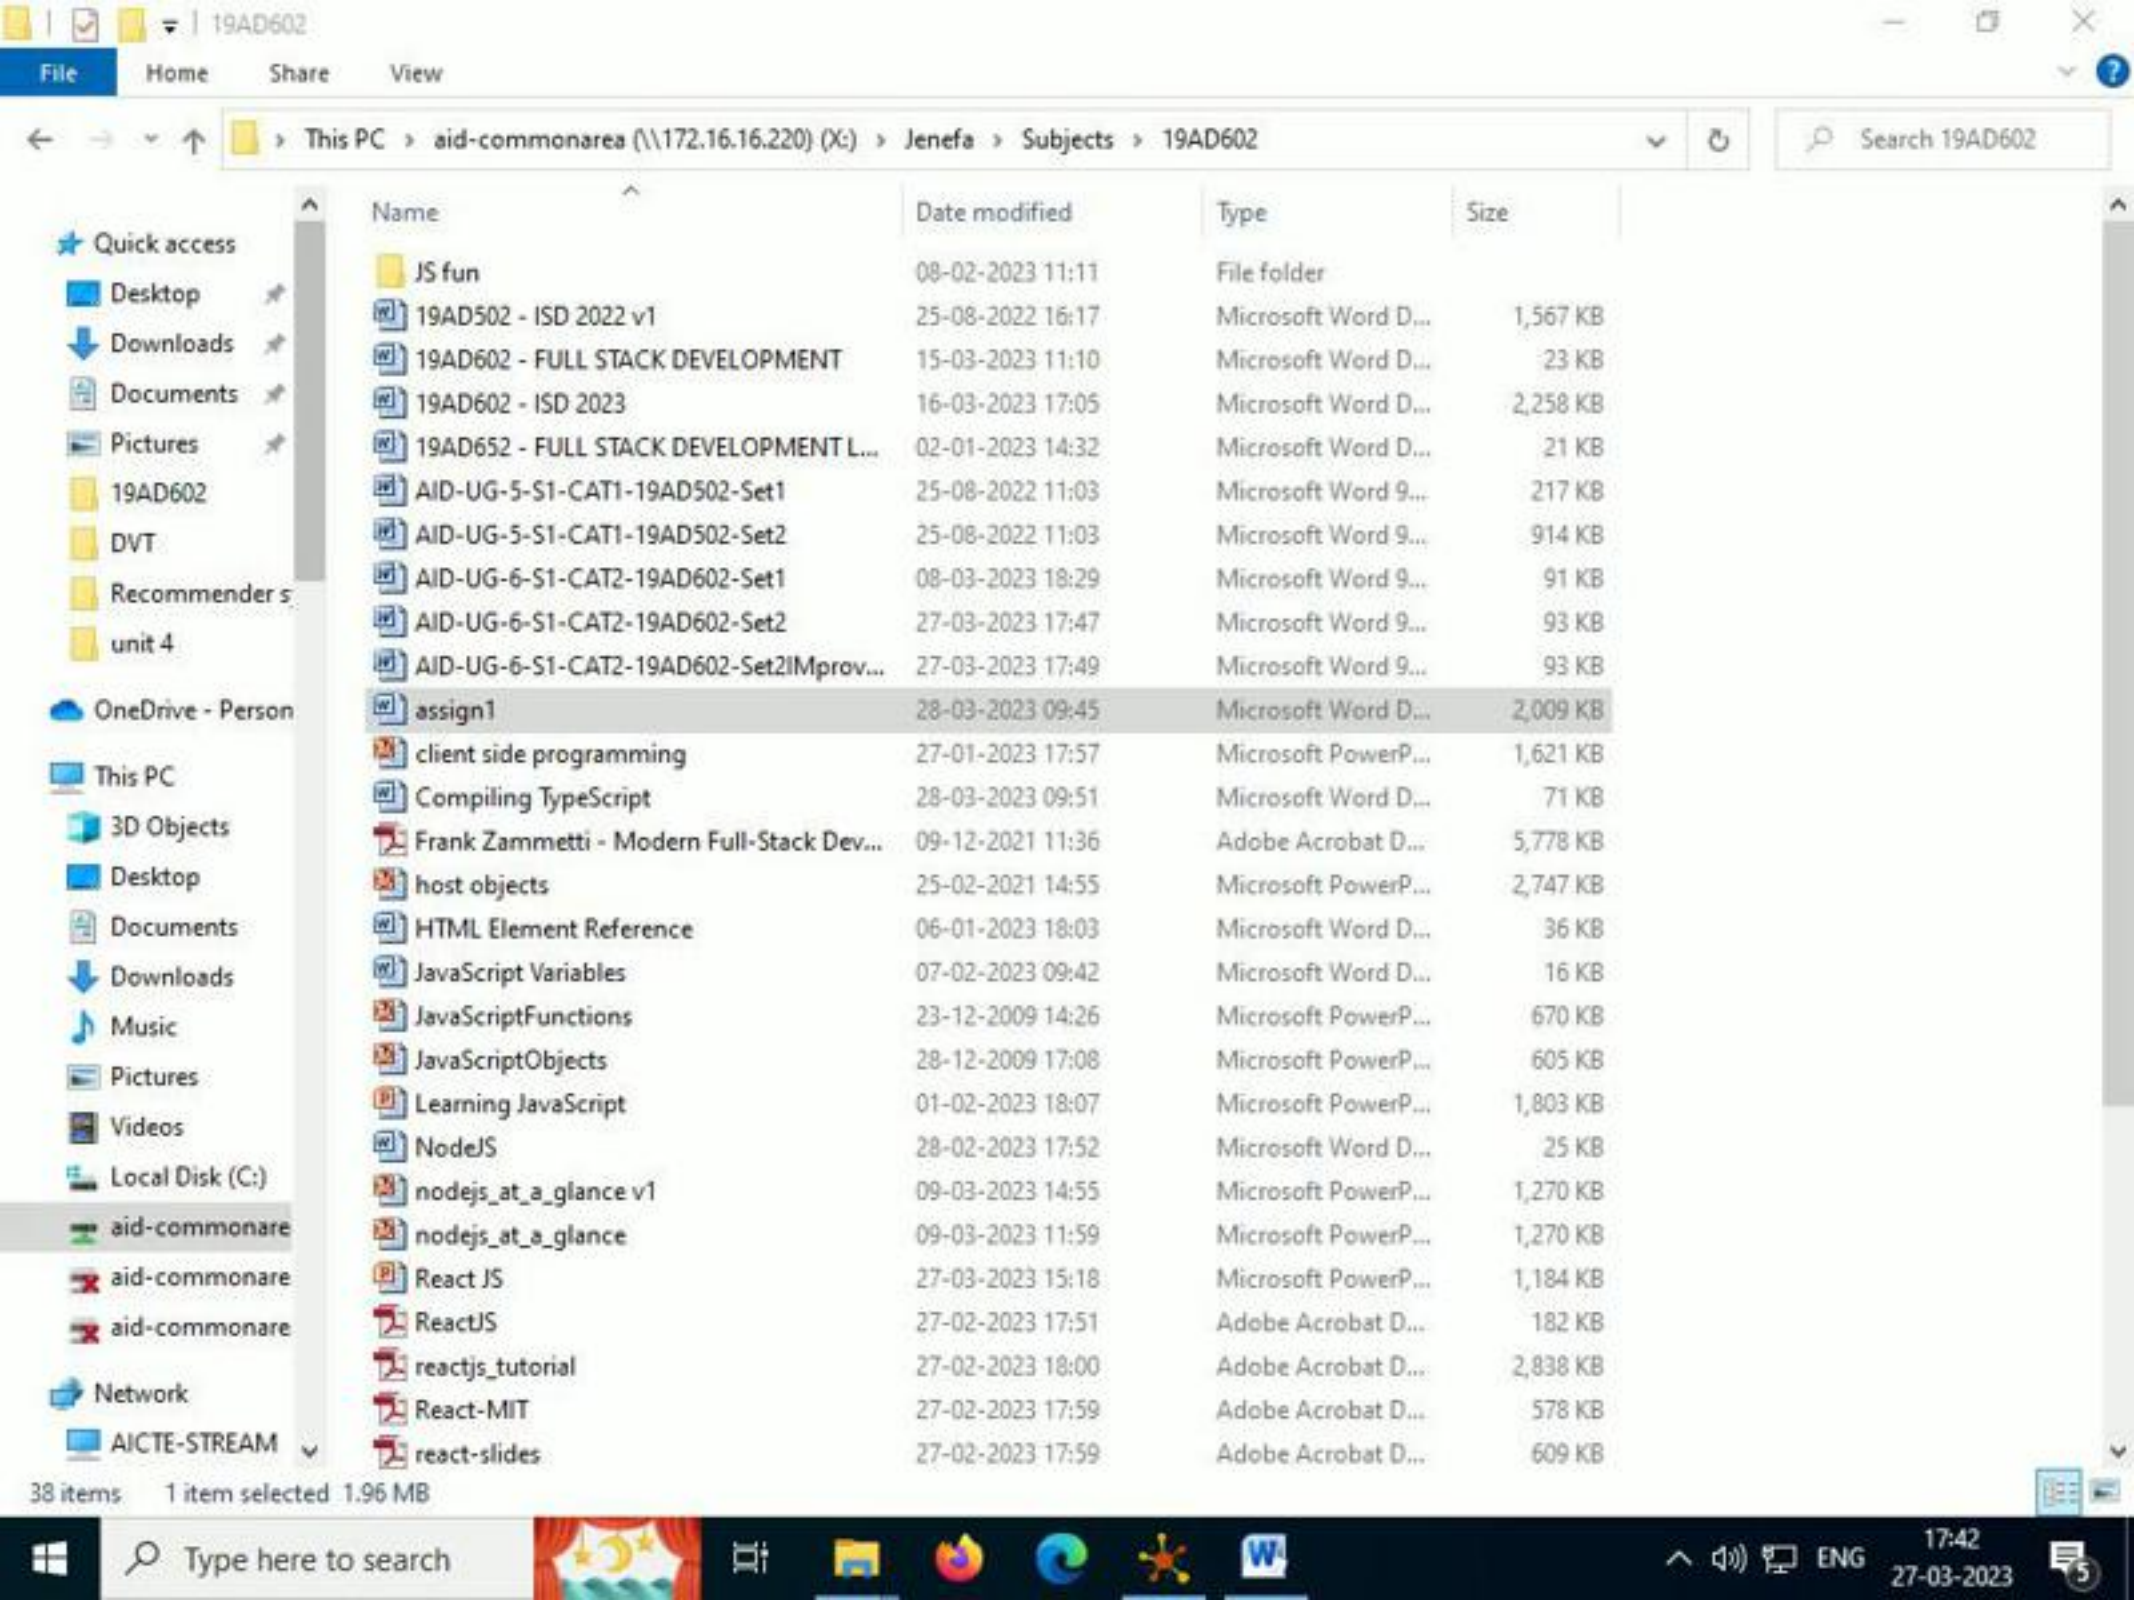 19AD602
File Home Share View
This PC > aid-commonarea (\\172.16.16.220) (X:) > Jenefa > Subjects > 19AD602
Search 19AD602
Quick access
Desktop
Downloads
Documents
Pictures
19AD602
DVT
Recommender s
unit 4
OneDrive - Person
This PC
3D Objects
Desktop
Documents
Downloads
Music
Pictures
Videos
Local Disk (C:)
aid-commonare
aid-commonare
aid-commonare
Network
AICTE-STREAM
Name Date modified Type Size
JS fun 08-02-2023 11:11 File folder
19AD502 - ISD 2022 v1 25-08-2022 16:17 Microsoft Word D... 1,567 KB
19AD602 - FULL STACK DEVELOPMENT 15-03-2023 11:10 Microsoft Word D... 23 KB
19AD602 - ISD 2023 16-03-2023 17:05 Microsoft Word D... 2,258 KB
19AD652 - FULL STACK DEVELOPMENT L... 02-01-2023 14:32 Microsoft Word D... 21 KB
AID-UG-5-S1-CAT1-19AD502-Set1 25-08-2022 11:03 Microsoft Word 9... 217 KB
AID-UG-5-S1-CAT1-19AD502-Set2 25-08-2022 11:03 Microsoft Word 9... 914 KB
AID-UG-6-S1-CAT2-19AD602-Set1 08-03-2023 18:29 Microsoft Word 9... 91 KB
AID-UG-6-S1-CAT2-19AD602-Set2 27-03-2023 17:47 Microsoft Word 9... 93 KB
AID-UG-6-S1-CAT2-19AD602-Set2IMprov... 27-03-2023 17:49 Microsoft Word 9... 93 KB
assign1 28-03-2023 09:45 Microsoft Word D... 2,009 KB
client side programming 27-01-2023 17:57 Microsoft PowerP... 1,621 KB
Compiling TypeScript 28-03-2023 09:51 Microsoft Word D... 71 KB
Frank Zammetti - Modern Full-Stack Dev... 09-12-2021 11:36 Adobe Acrobat D... 5,778 KB
host objects 25-02-2021 14:55 Microsoft PowerP... 2,747 KB
HTML Element Reference 06-01-2023 18:03 Microsoft Word D... 36 KB
JavaScript Variables 07-02-2023 09:42 Microsoft Word D... 16 KB
JavaScriptFunctions 23-12-2009 14:26 Microsoft PowerP... 670 KB
JavaScriptObjects 28-12-2009 17:08 Microsoft PowerP... 605 KB
Learning JavaScript 01-02-2023 18:07 Microsoft PowerP... 1,803 KB
NodeJS 28-02-2023 17:52 Microsoft Word D... 25 KB
nodejs_at_a_glance v1 09-03-2023 14:55 Microsoft PowerP... 1,270 KB
nodejs_at_a_glance 09-03-2023 11:59 Microsoft PowerP... 1,270 KB
React JS 27-03-2023 15:18 Microsoft PowerP... 1,184 KB
ReactJS 27-02-2023 17:51 Adobe Acrobat D... 182 KB
reactjs_tutorial 27-02-2023 18:00 Adobe Acrobat D... 2,838 KB
React-MIT 27-02-2023 17:59 Adobe Acrobat D... 578 KB
react-slides 27-02-2023 17:59 Adobe Acrobat D... 609 KB
38 items 1 item selected 1.96 MB
Type here to search
ENG
17:42
27-03-2023
5